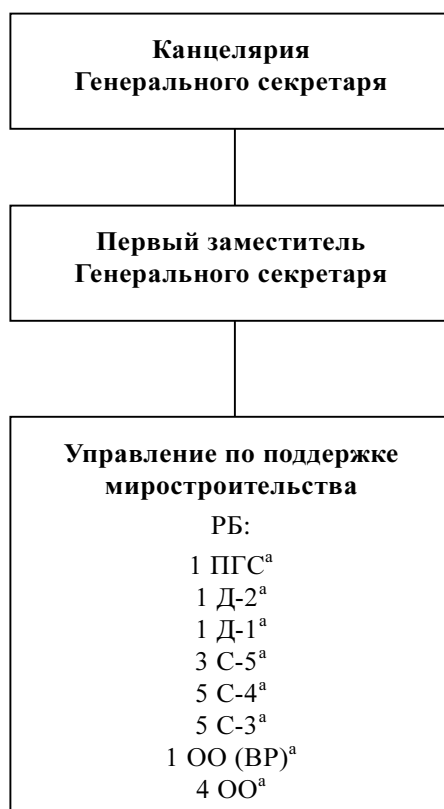 Канцелярия
Генерального секретаря
Первый заместитель
Генерального секретаря
Управление по поддержке
миростроительства
РБ:
1 ПГСᵃ
1 Д-2ᵃ
1 Д-1ᵃ
3 С-5ᵃ
5 С-4ᵃ
5 С-3ᵃ
1 ОО (ВР)ᵃ
4 ООᵃ